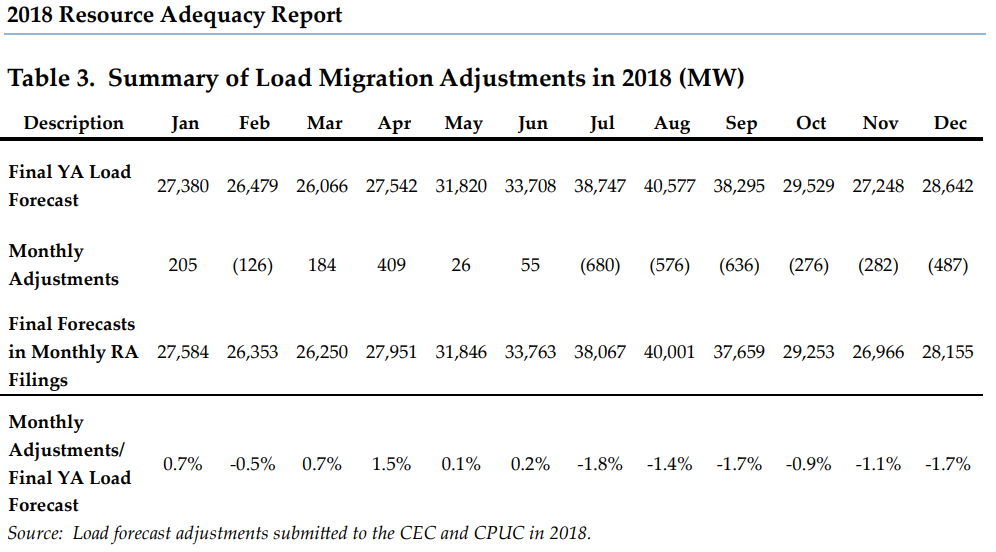 2018 Resource Adequacy Report
Table 3.  Summary of Load Migration Adjustments in 2018 (MW)
Description Jan Feb Mar Apr May Jun Jul Aug Sep Oct Nov Dec
Final YA Load
Forecast
27,380 26,479 26,066 27,542 31,820 33,708 38,747 40,577 38,295 29,529 27,248 28,642
Monthly
Adjustments
205 (126) 184 409 26 55 (680) (576) (636) (276) (282) (487)
Final Forecasts
in Monthly RA
Filings
27,584 26,353 26,250 27,951 31,846 33,763 38,067 40,001 37,659 29,253 26,966 28,155
Monthly
Adjustments/
Final YA Load
Forecast
0.7% -0.5% 0.7% 1.5% 0.1% 0.2% -1.8% -1.4% -1.7% -0.9% -1.1% -1.7%
Source:  Load forecast adjustments submitted to the CEC and CPUC in 2018.